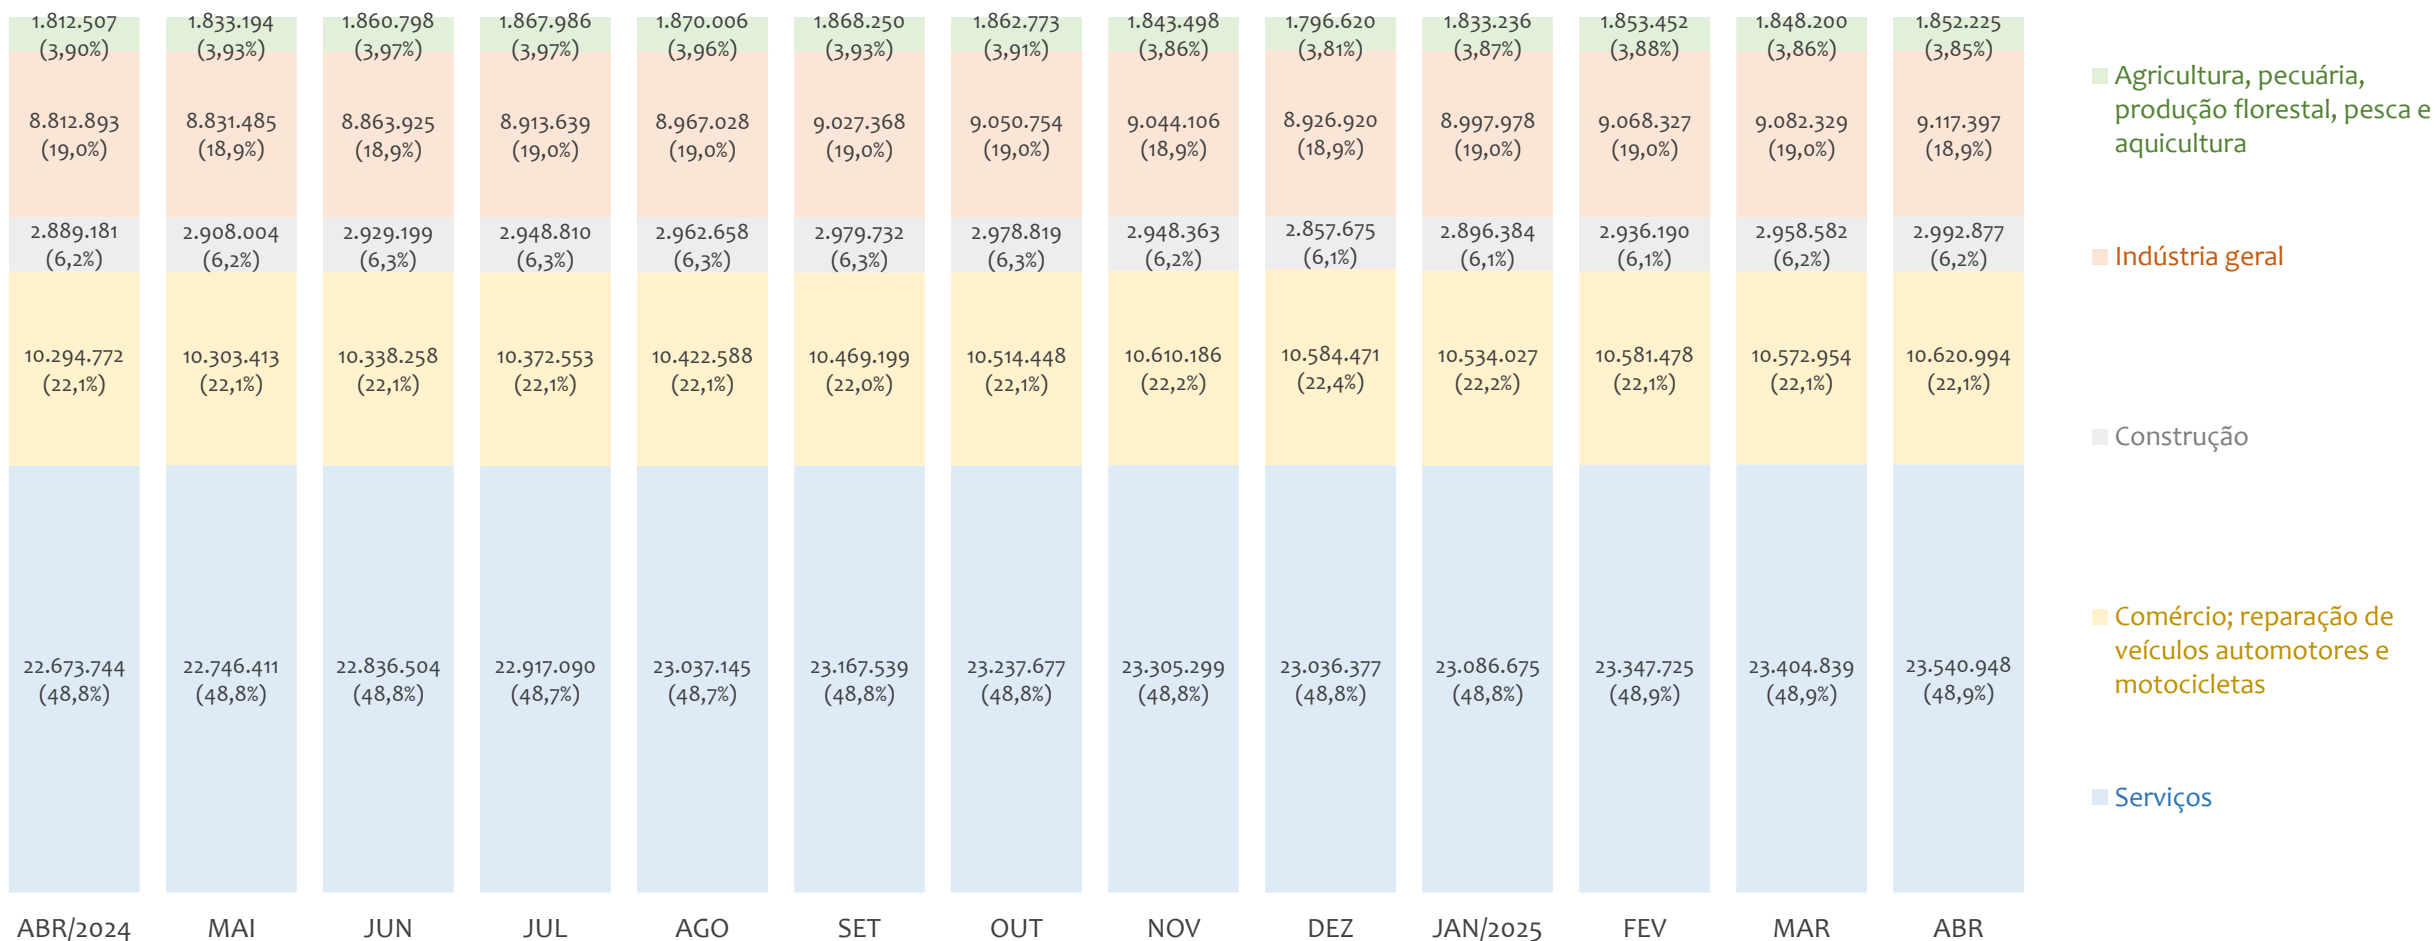 1.812.507 1.833.194 1.860.798 1.867.986 1.870.006 1.868.250 1.862.773 1.843.498 1.796.620 1.833.236 1.853.452 1.848.200 1.852.225
(3,90%) (3,93%) (3,97%) (3,97%) (3,96%) (3,93%) (3,91%) (3,86%) (3,81%) (3,87%) (3,88%) (3,86%) (3,85%)
8.812.893 8.831.485 8.863.925 8.913.639 8.967.028 9.027.368 9.050.754 9.044.106 8.926.920 8.997.978 9.068.327 9.082.329 9.117.397
(19,0%) (18,9%) (18,9%) (19,0%) (19,0%) (19,0%) (19,0%) (18,9%) (18,9%) (19,0%) (19,0%) (19,0%) (18,9%)
2.889.181 2.908.004 2.929.199 2.948.810 2.962.658 2.979.732 2.978.819 2.948.363 2.857.675 2.896.384 2.936.190 2.958.582 2.992.877
(6,2%) (6,2%) (6,3%) (6,3%) (6,3%) (6,3%) (6,3%) (6,2%) (6,1%) (6,1%) (6,1%) (6,2%) (6,2%)
10.294.772 10.303.413 10.338.258 10.372.553 10.422.588 10.469.199 10.514.448 10.610.186 10.584.471 10.534.027 10.581.478 10.572.954 10.620.994
(22,1%) (22,1%) (22,1%) (22,1%) (22,1%) (22,0%) (22,1%) (22,2%) (22,4%) (22,2%) (22,1%) (22,1%) (22,1%)
22.673.744 22.746.411 22.836.504 22.917.090 23.037.145 23.167.539 23.237.677 23.305.299 23.036.377 23.086.675 23.347.725 23.404.839 23.540.948
(48,8%) (48,8%) (48,8%) (48,7%) (48,7%) (48,8%) (48,8%) (48,8%) (48,8%) (48,8%) (48,9%) (48,9%) (48,9%)
ABR/2024 MAI JUN JUL AGO SET OUT NOV DEZ JAN/2025 FEV MAR ABR
Agricultura, pecuária,
produção florestal, pesca e
aquicultura
Indústria geral
Construção
Comércio; reparação de
veículos automotores e
motocicletas
Serviços